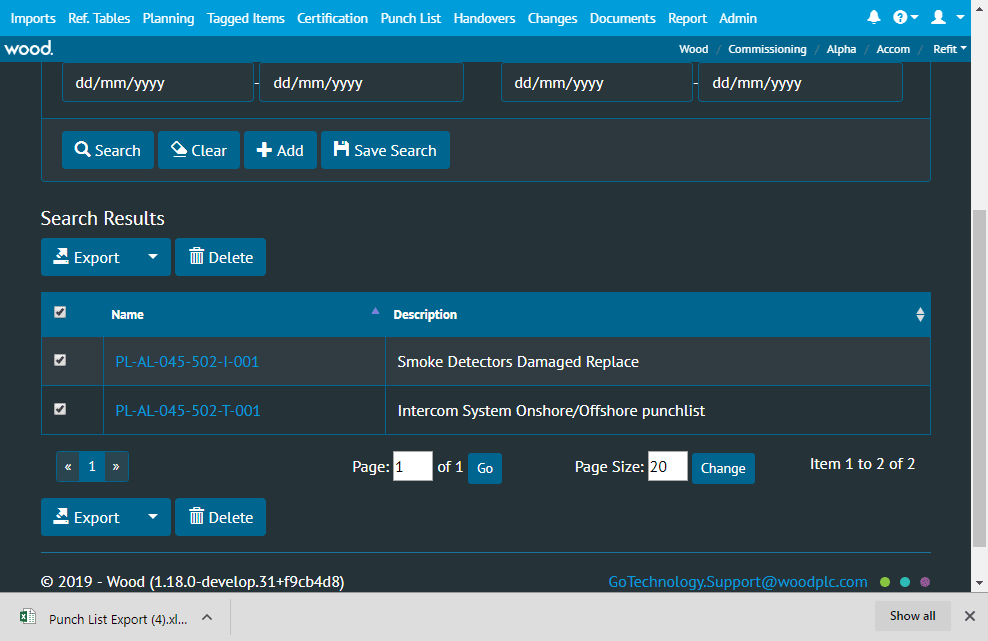 Imports Ref. Tables Planning Tagged Items Certification Punch List Handovers Changes Documents Report Admin
wood. Wood / Commissioning / Alpha / Accom / Refit
dd/mm/yyyy - dd/mm/yyyy dd/mm/yyyy - dd/mm/yyyy
Search Clear Add Save Search
Search Results
Export Delete
Name Description
PL-AL-045-502-I-001 Smoke Detectors Damaged Replace
PL-AL-045-502-T-001 Intercom System Onshore/Offshore punchlist
« 1 » Page: 1 of 1 Go Page Size: 20 Change Item 1 to 2 of 2
Export Delete
© 2019 - Wood (1.18.0-develop.31+f9cb4d8) GoTechnology.Support@woodplc.com
Punch List Export (4).xl... Show all